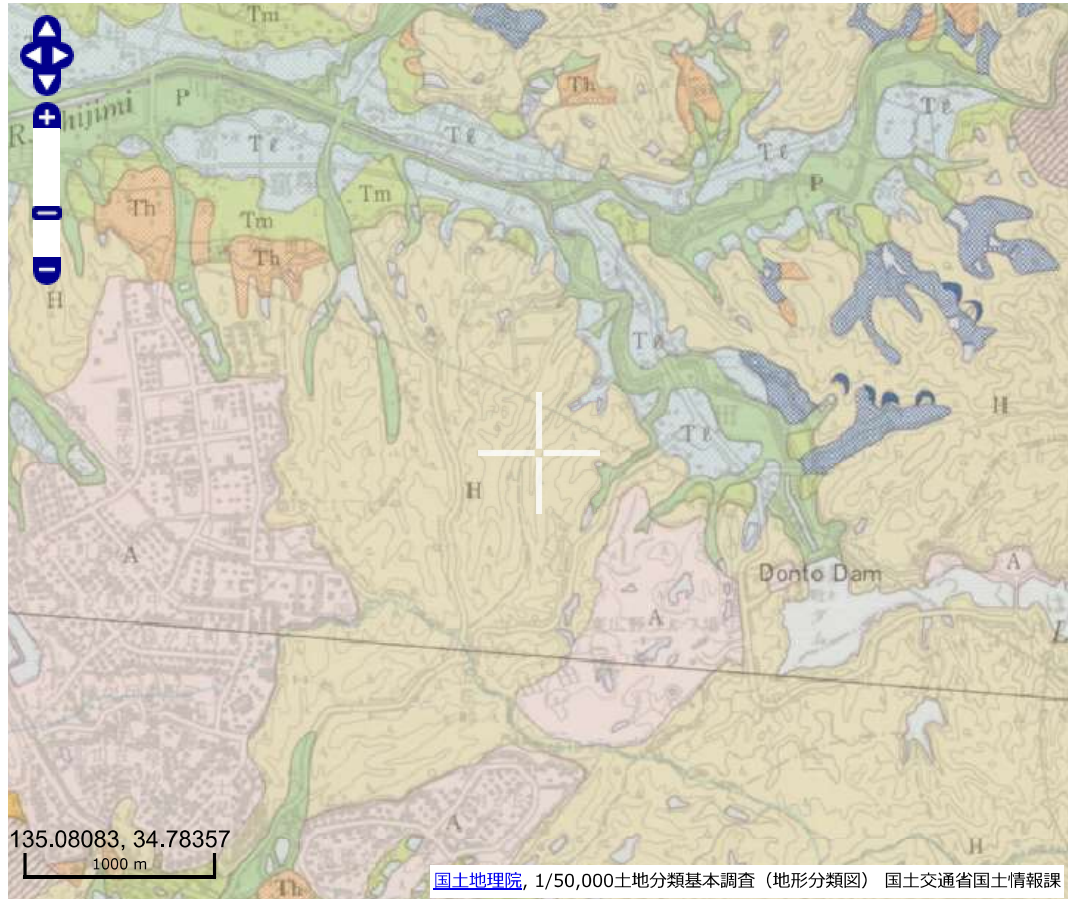 Tm
Th
P
R. Shijimi
Tℓ
Tℓ
Tℓ
Tℓ
P
Th
Tm
Tm
Th
H
Tℓ
H
Tℓ
H
A
Donto Dam
A
A
A
H
Th
135.08083, 34.78357
1000 m
国土地理院, 1/50,000土地分類基本調査（地形分類図） 国土交通省国土情報課